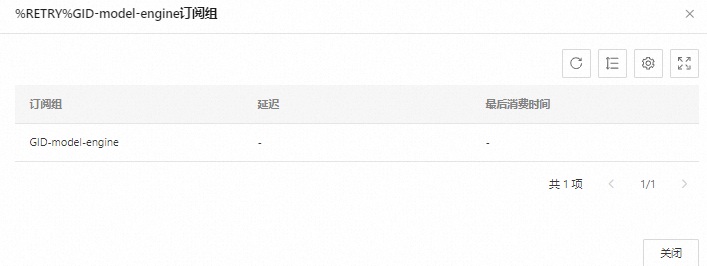 %RETRY%GID-model-engine订阅组
订阅组 延迟 最后消费时间
GID-model-engine - -
共 1 项 1/1
关闭